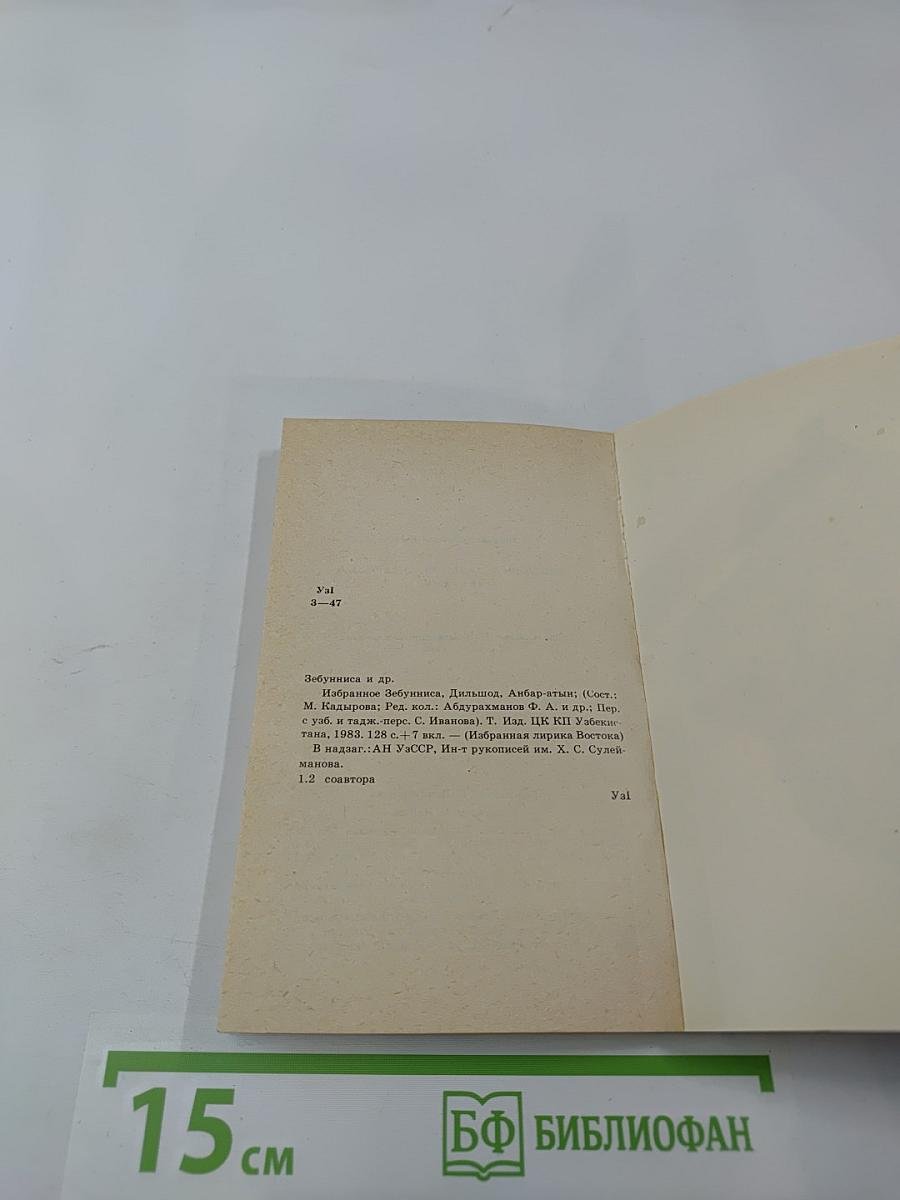 Уз1
З—47
Зебунниса и др.
Избранное Зебунниса, Дильшод, Анбар-атын; (Сост.:
М. Кадырова; Ред. кол.: Абдурахманов Ф. А. и др.; Пер.
с узб. и тадж.-перс. С. Иванова). Т. Изд. ЦК КП Узбекис-
тана, 1983. 128 с.+7 вкл. — (Избранная лирика Востока)
В надзаг.: АН УзССР, Ин-т рукописей им. Х. С. Сулей-
манова.
1.2 соавтора
Уз1
15 см
БФ БИБЛИОФАН